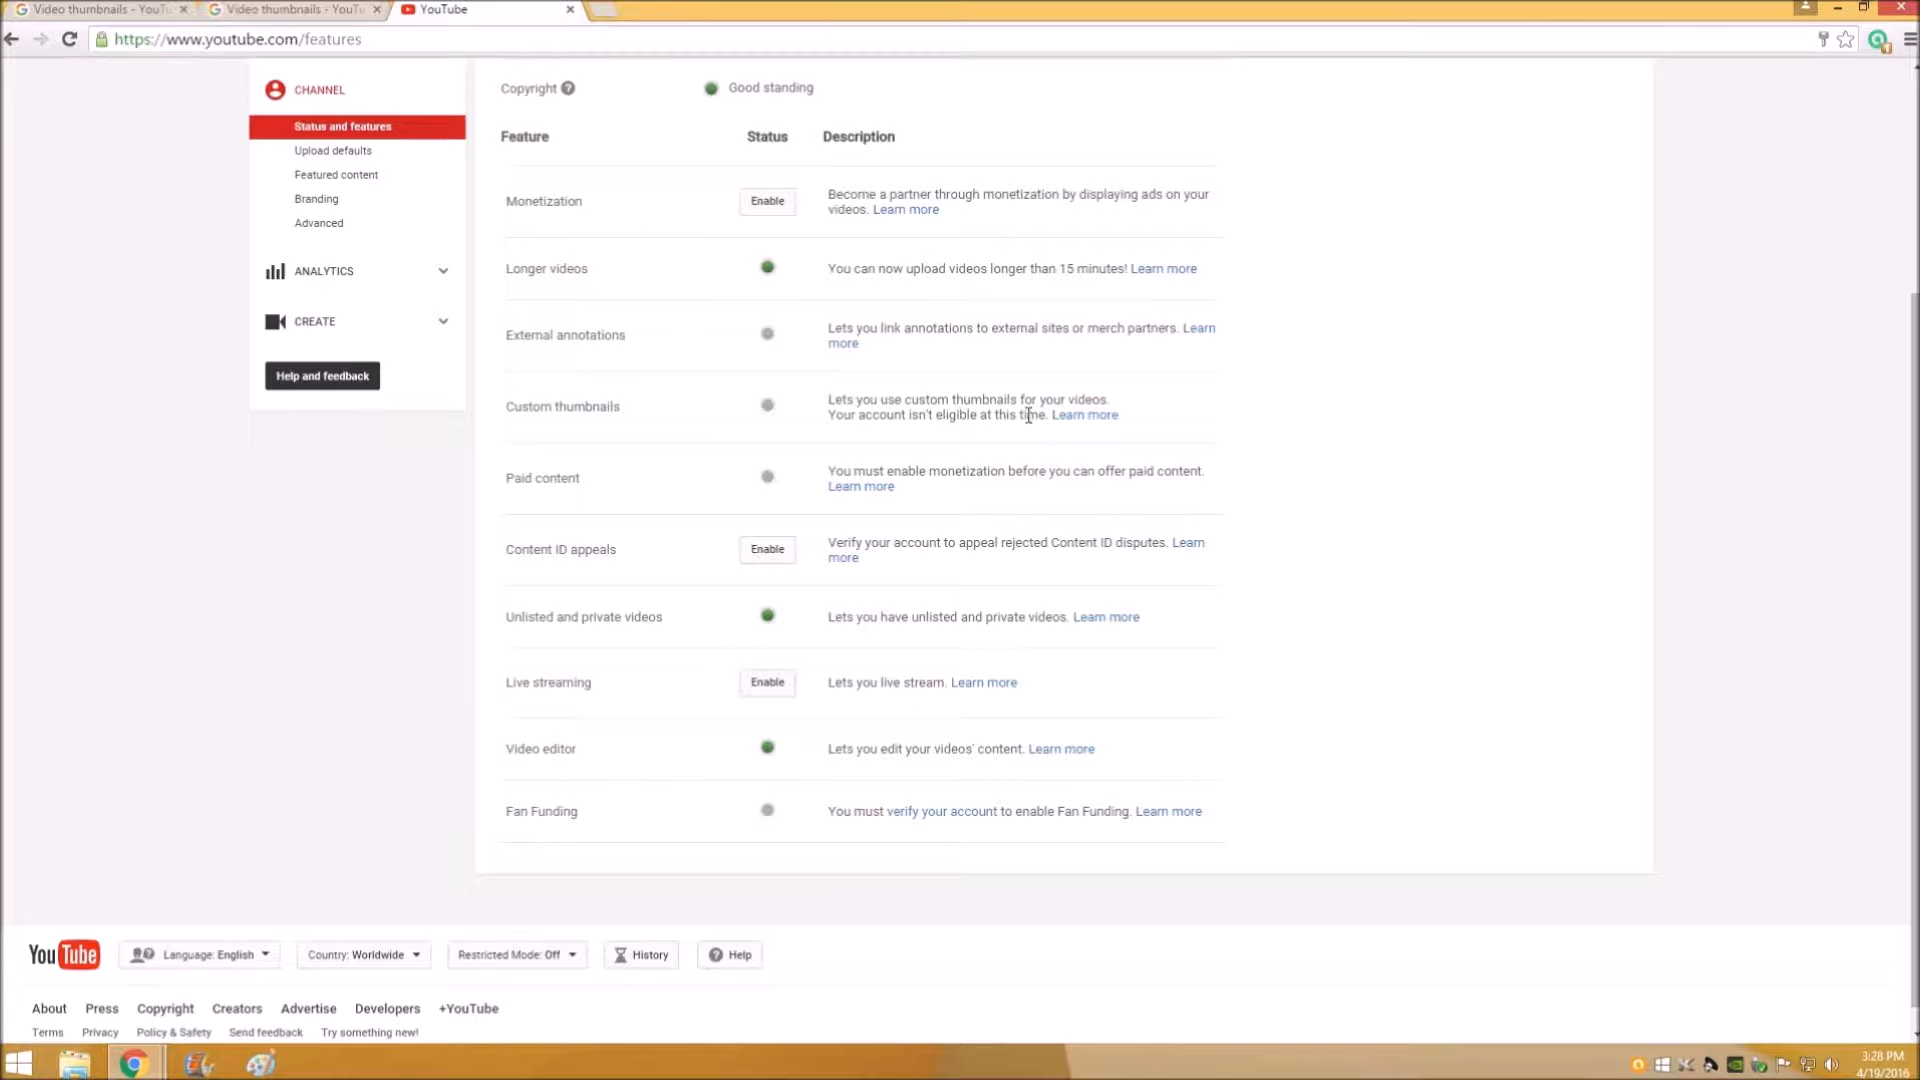 Video thumbnails - YouTu
Video thumbnails - YouTu
YouTube
https://www.youtube.com/features
CHANNEL
Status and features
Upload defaults
Featured content
Branding
Advanced
ANALYTICS
CREATE
Help and feedback
Copyright ?
Good standing
Feature Status Description
Monetization
Enable
Become a partner through monetization by displaying ads on your
videos. Learn more
Longer videos
You can now upload videos longer than 15 minutes! Learn more
External annotations
Lets you link annotations to external sites or merch partners. Learn
more
Custom thumbnails
Lets you use custom thumbnails for your videos.
Your account isn't eligible at this time. Learn more
Paid content
You must enable monetization before you can offer paid content.
Learn more
Content ID appeals
Enable
Verify your account to appeal rejected Content ID disputes. Learn
more
Unlisted and private videos
Lets you have unlisted and private videos. Learn more
Live streaming
Enable
Lets you live stream. Learn more
Video editor
Lets you edit your videos' content. Learn more
Fan Funding
You must verify your account to enable Fan Funding. Learn more
YouTube
Language: English
Country: Worldwide
Restricted Mode: Off
History
Help
About Press Copyright Creators Advertise Developers +YouTube
Terms Privacy Policy & Safety Send feedback Try something new!
3:28 PM
4/19/2016